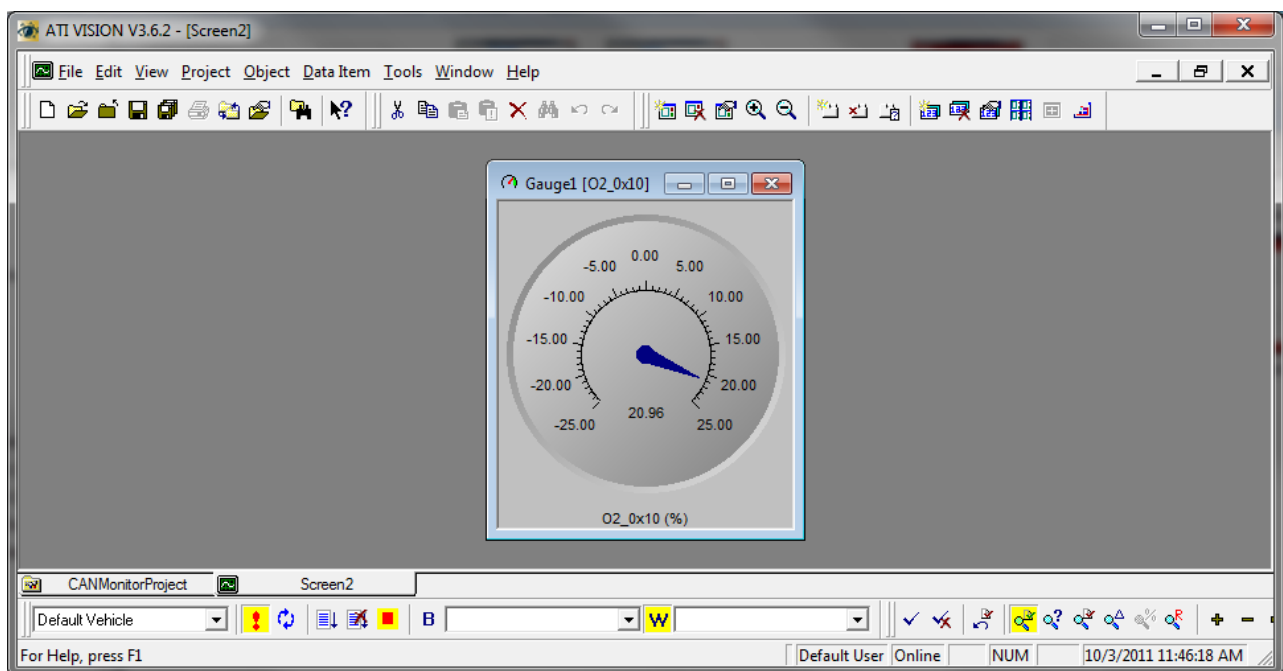 ATI VISION V3.6.2 - [Screen2]
File Edit View Project Object Data Item Tools Window Help
Gauge1 [O2_0x10]
0.00
-5.00 5.00
-10.00 10.00
-15.00 15.00
-20.00 20.00
20.96
-25.00 25.00
O2_0x10 (%)
CANMonitorProject Screen2
Default Vehicle B W
For Help, press F1 Default User Online NUM 10/3/2011 11:46:18 AM